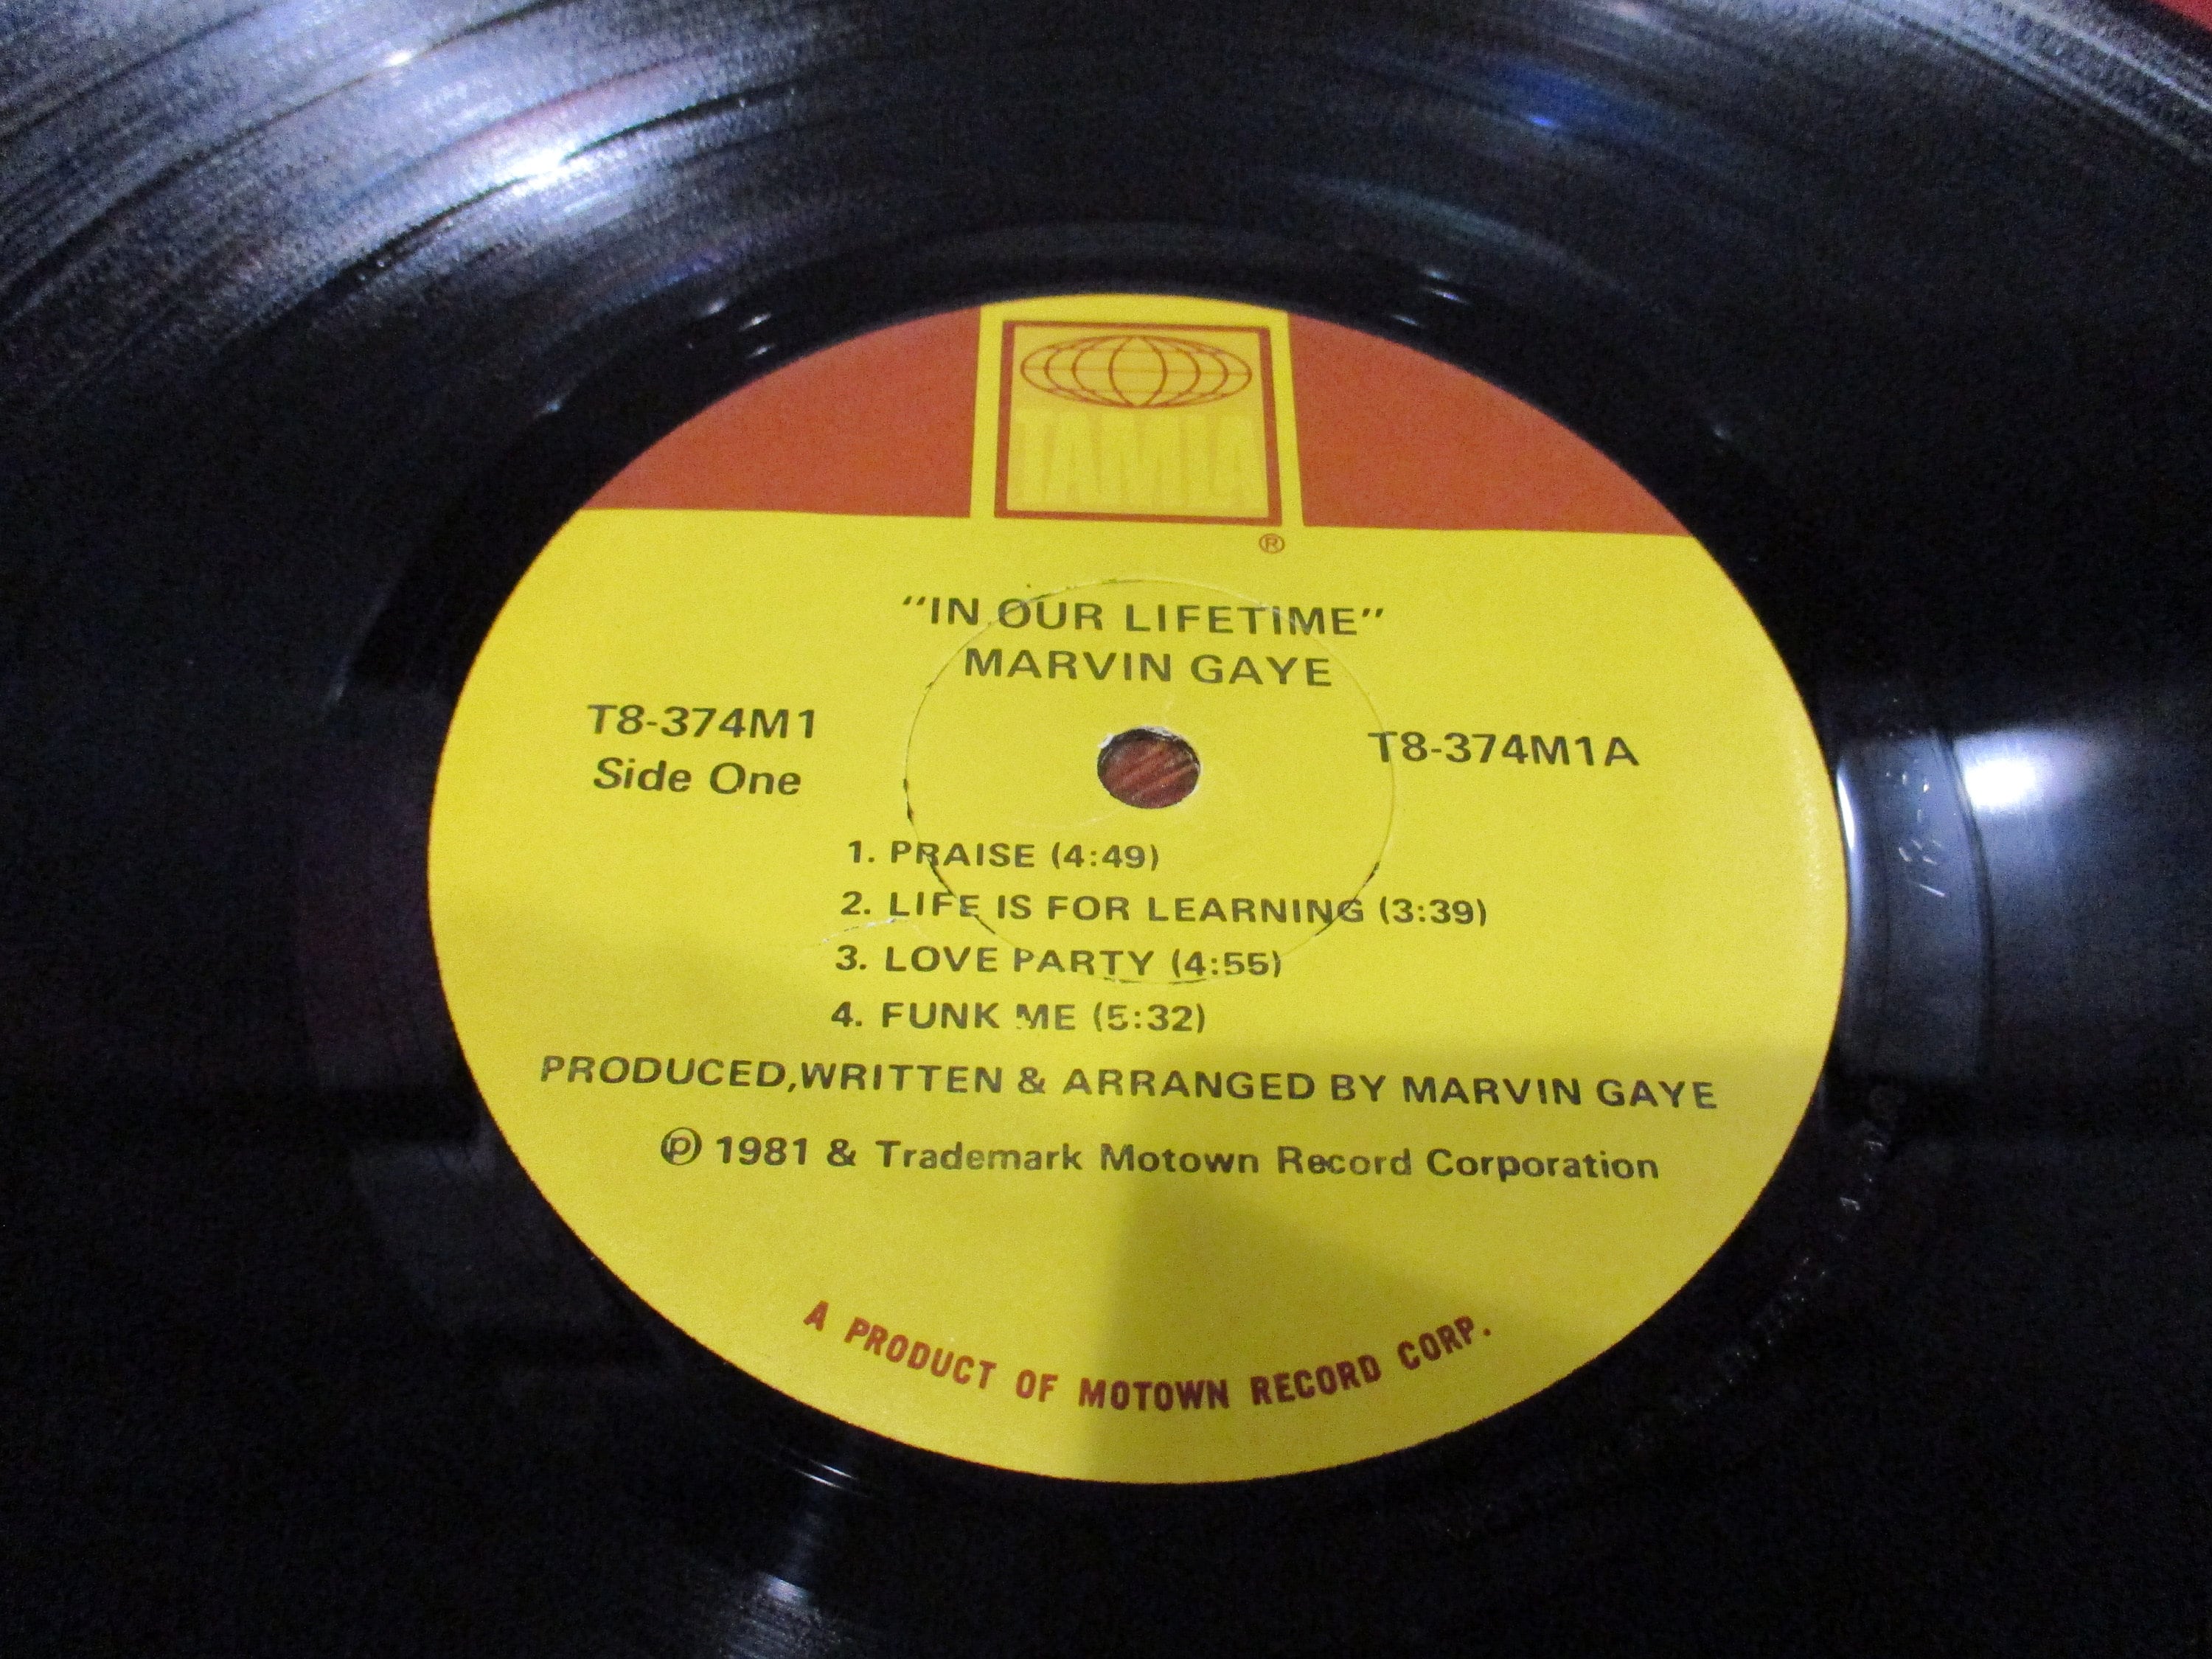 TAMLA
®
"IN OUR LIFETIME"
MARVIN GAYE
T8-374M1
Side One
T8-374M1A
1. PRAISE (4:49)
2. LIFE IS FOR LEARNING (3:39)
3. LOVE PARTY (4:55)
4. FUNK ME (5:32)
PRODUCED,WRITTEN & ARRANGED BY MARVIN GAYE
℗ 1981 & Trademark Motown Record Corporation
A PRODUCT OF MOTOWN RECORD CORP.